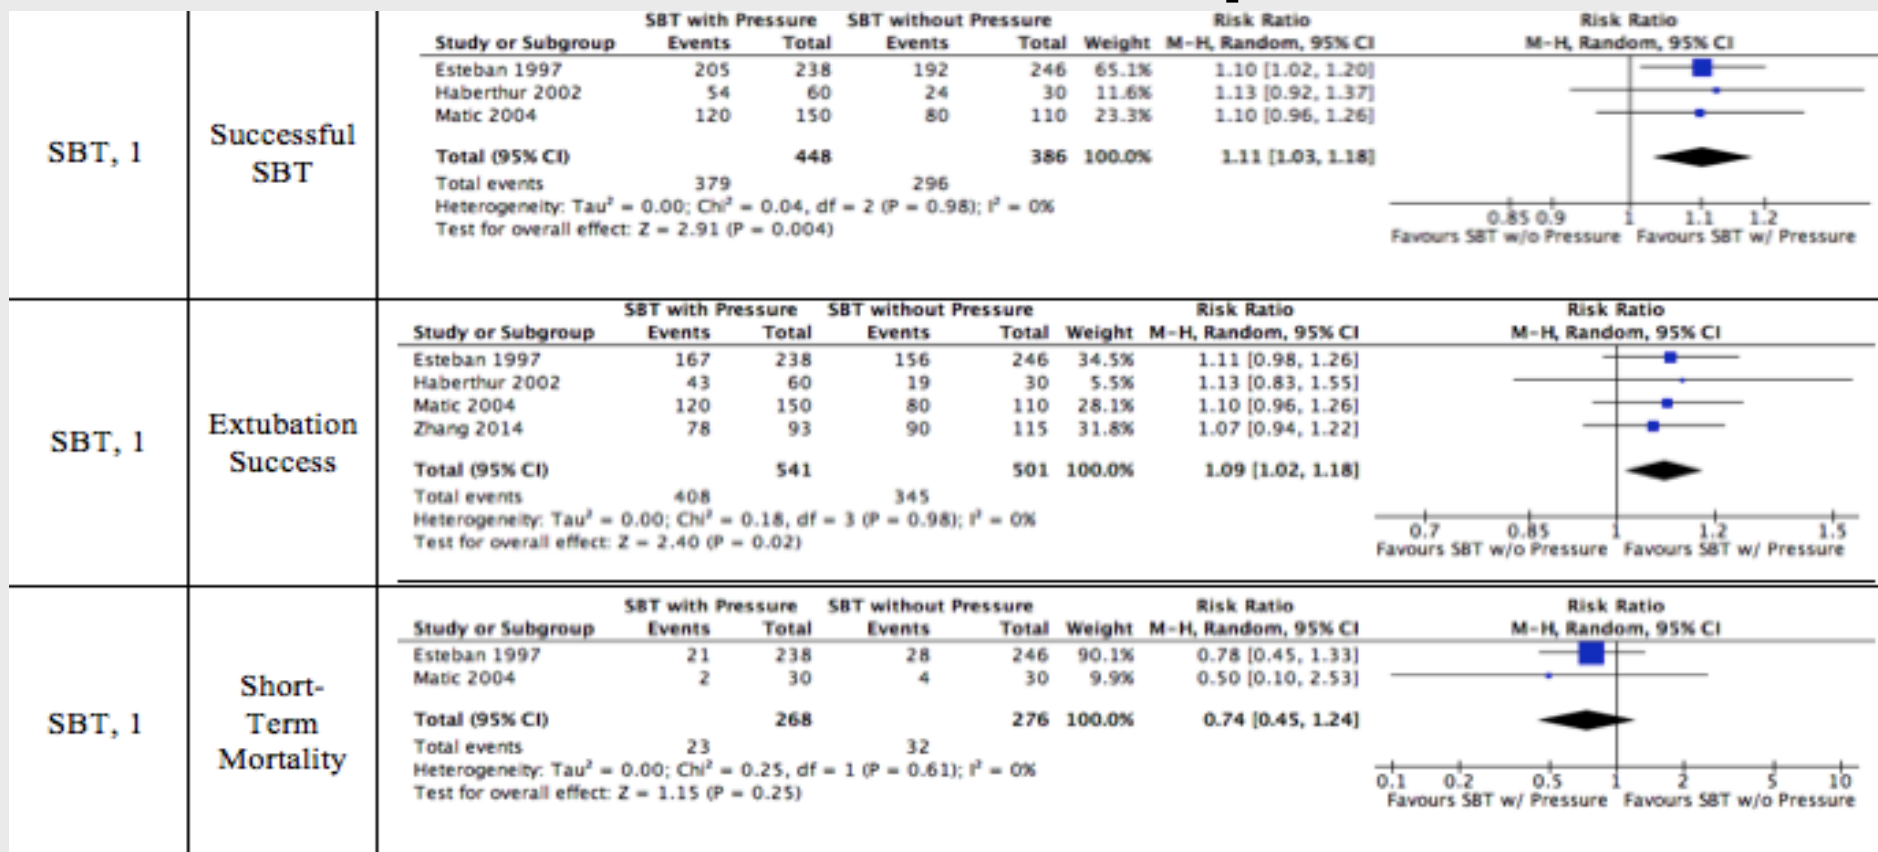 SBT, 1
Successful
SBT
SBT with Pressure SBT without Pressure Risk Ratio Risk Ratio
Study or Subgroup Events Total Events Total Weight M-H, Random, 95% CI M-H, Random, 95% CI
Esteban 1997 205 238 192 246 65.1% 1.10 [1.02, 1.20]
Haberthur 2002 54 60 24 30 11.6% 1.13 [0.92, 1.37]
Matic 2004 120 150 80 110 23.3% 1.10 [0.96, 1.26]
Total (95% CI) 448 386 100.0% 1.11 [1.03, 1.18]
Total events 379 296
Heterogeneity: Tau² = 0.00; Chi² = 0.04, df = 2 (P = 0.98); I² = 0%
Test for overall effect: Z = 2.91 (P = 0.004)
0.85 0.9 1 1.1 1.2
Favours SBT w/o Pressure Favours SBT w/ Pressure
SBT, 1
Extubation
Success
SBT with Pressure SBT without Pressure Risk Ratio Risk Ratio
Study or Subgroup Events Total Events Total Weight M-H, Random, 95% CI M-H, Random, 95% CI
Esteban 1997 167 238 156 246 34.5% 1.11 [0.98, 1.26]
Haberthur 2002 43 60 19 30 5.5% 1.13 [0.83, 1.55]
Matic 2004 120 150 80 110 28.1% 1.10 [0.96, 1.26]
Zhang 2014 78 93 90 115 31.8% 1.07 [0.94, 1.22]
Total (95% CI) 541 501 100.0% 1.09 [1.02, 1.18]
Total events 408 345
Heterogeneity: Tau² = 0.00; Chi² = 0.18, df = 3 (P = 0.98); I² = 0%
Test for overall effect: Z = 2.40 (P = 0.02)
0.7 0.85 1 1.2 1.5
Favours SBT w/o Pressure Favours SBT w/ Pressure
SBT, 1
Short-
Term
Mortality
SBT with Pressure SBT without Pressure Risk Ratio Risk Ratio
Study or Subgroup Events Total Events Total Weight M-H, Random, 95% CI M-H, Random, 95% CI
Esteban 1997 21 238 28 246 90.1% 0.78 [0.45, 1.33]
Matic 2004 2 30 4 30 9.9% 0.50 [0.10, 2.53]
Total (95% CI) 268 276 100.0% 0.74 [0.45, 1.24]
Total events 23 32
Heterogeneity: Tau² = 0.00; Chi² = 0.25, df = 1 (P = 0.61); I² = 0%
Test for overall effect: Z = 1.15 (P = 0.25)
0.1 0.2 0.5 1 2 5 10
Favours SBT w/ Pressure Favours SBT w/o Pressure